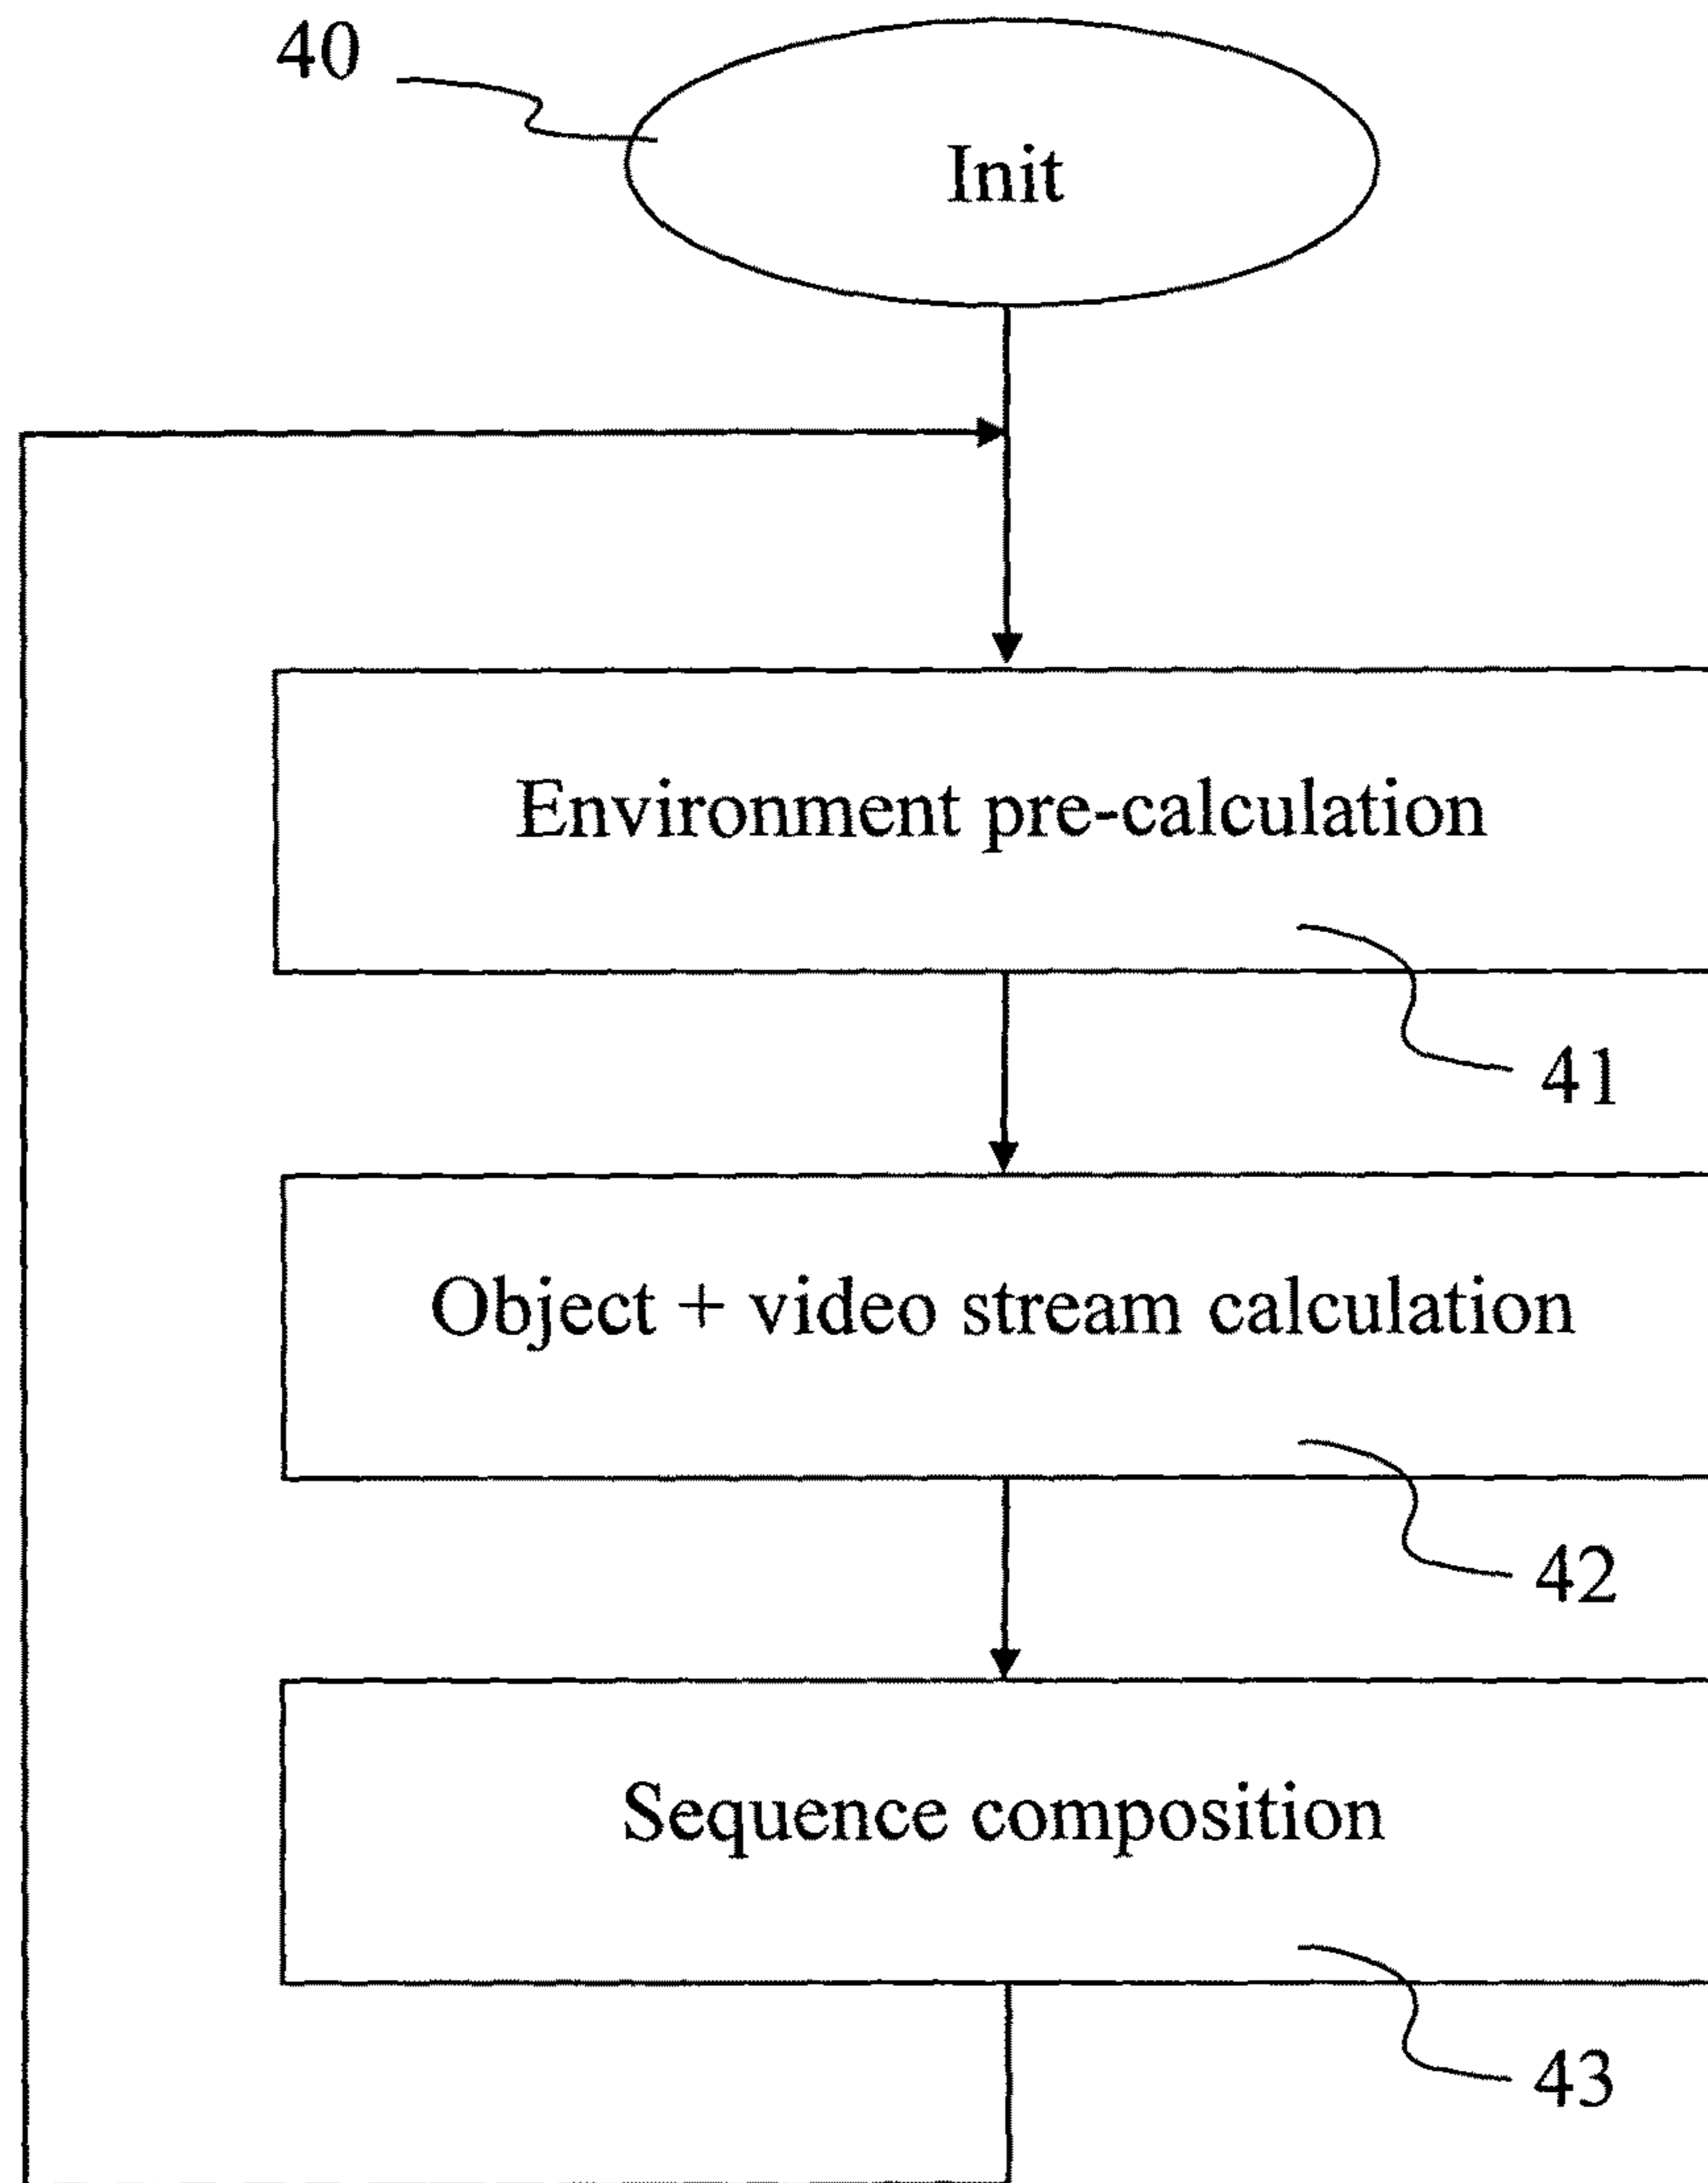 40
Init
Environment pre-calculation
41
Object + video stream calculation
42
Sequence composition
43